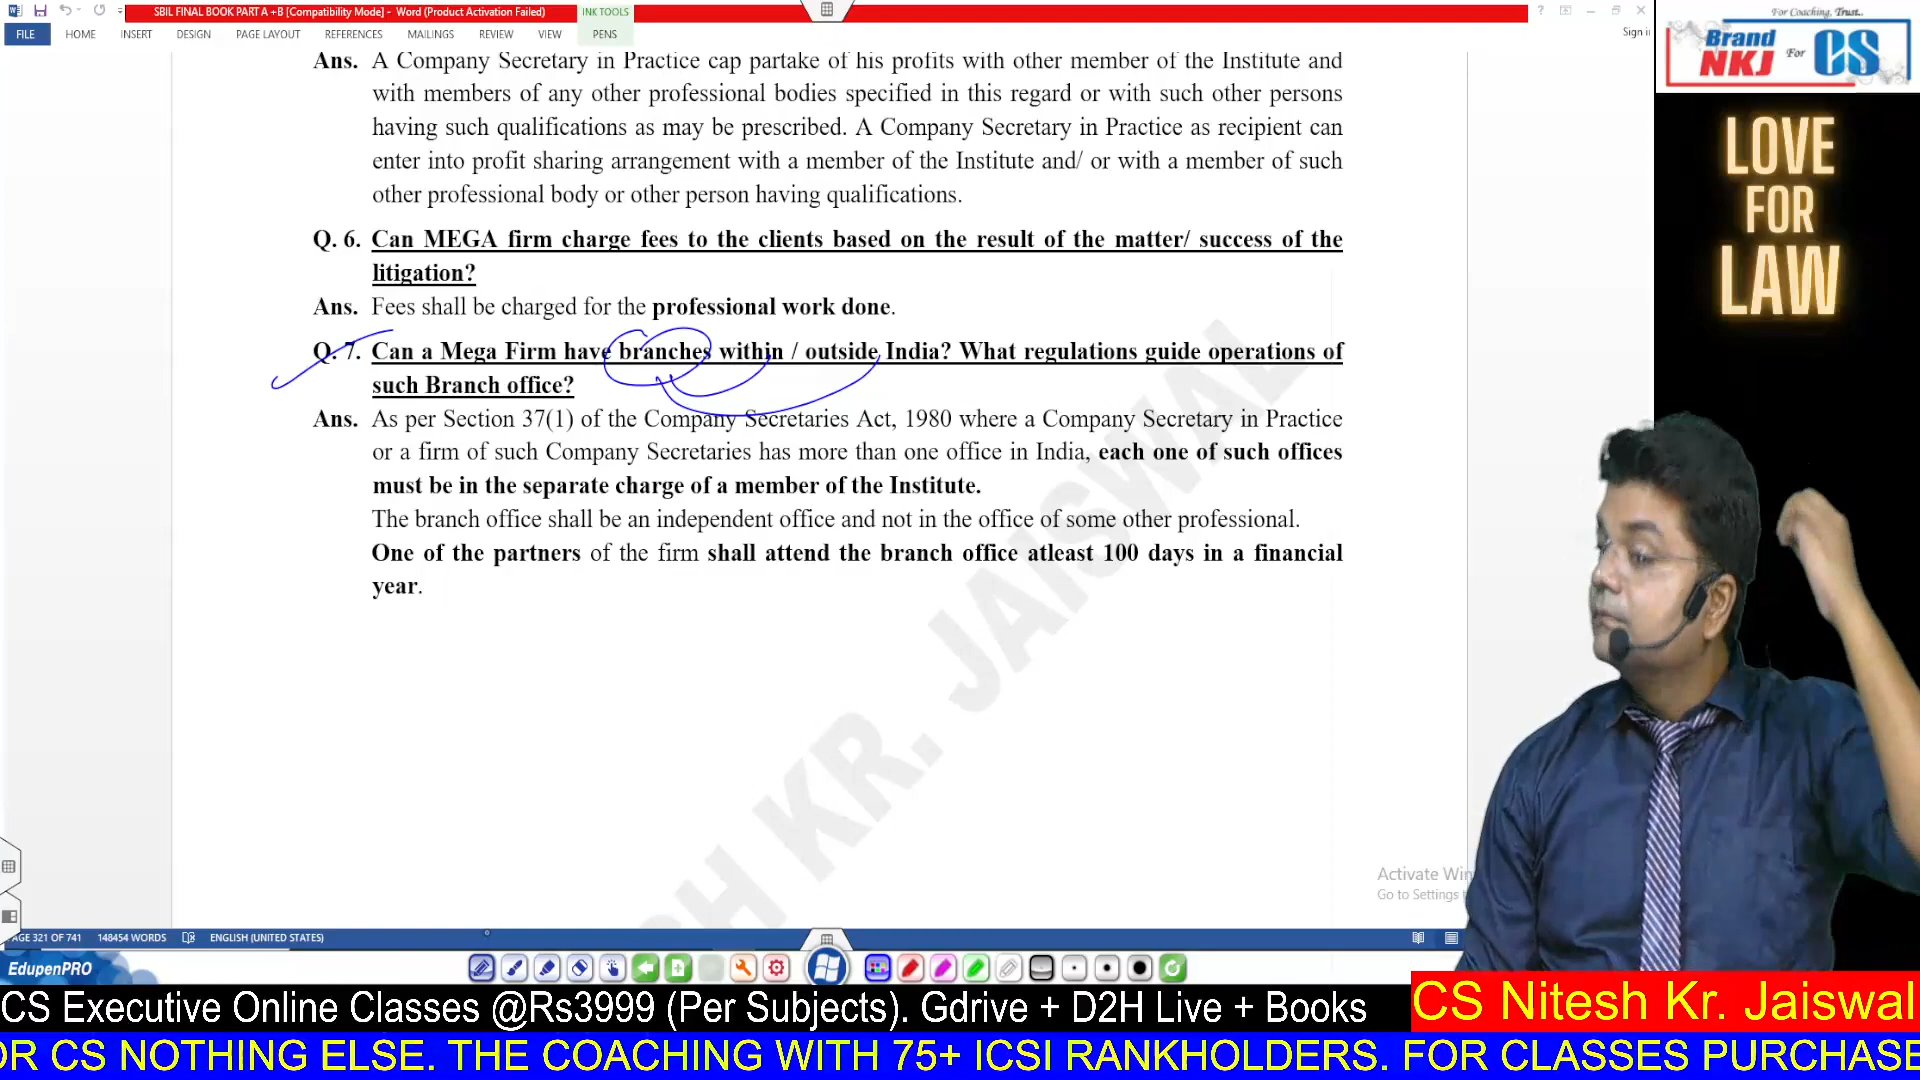 SBIL FINAL BOOK PART A +B [Compatibility Mode] - Word (Product Activation Failed)
INK TOOLS
FILE HOME INSERT DESIGN PAGE LAYOUT REFERENCES MAILINGS REVIEW VIEW PENS
Sign i
For Coaching, Trust..
Brand NKJ For CS
LOVE
FOR
LAW
Ans. A Company Secretary in Practice cap partake of his profits with other member of the Institute and
with members of any other professional bodies specified in this regard or with such other persons
having such qualifications as may be prescribed. A Company Secretary in Practice as recipient can
enter into profit sharing arrangement with a member of the Institute and/ or with a member of such
other professional body or other person having qualifications.
Q. 6. Can MEGA firm charge fees to the clients based on the result of the matter/ success of the
litigation?
Ans. Fees shall be charged for the professional work done.
Q. 7. Can a Mega Firm have branches within / outside India? What regulations guide operations of
such Branch office?
Ans. As per Section 37(1) of the Company Secretaries Act, 1980 where a Company Secretary in Practice
or a firm of such Company Secretaries has more than one office in India, each one of such offices
must be in the separate charge of a member of the Institute.
The branch office shall be an independent office and not in the office of some other professional.
One of the partners of the firm shall attend the branch office atleast 100 days in a financial
year.
SH KR. JAISWAL
Activate Win
Go to Settings
PAGE 321 OF 741 148454 WORDS ENGLISH (UNITED STATES)
EdupenPRO
CS Executive Online Classes @Rs3999 (Per Subjects). Gdrive + D2H Live + Books
CS Nitesh Kr. Jaiswal
OR CS NOTHING ELSE. THE COACHING WITH 75+ ICSI RANKHOLDERS. FOR CLASSES PURCHASE